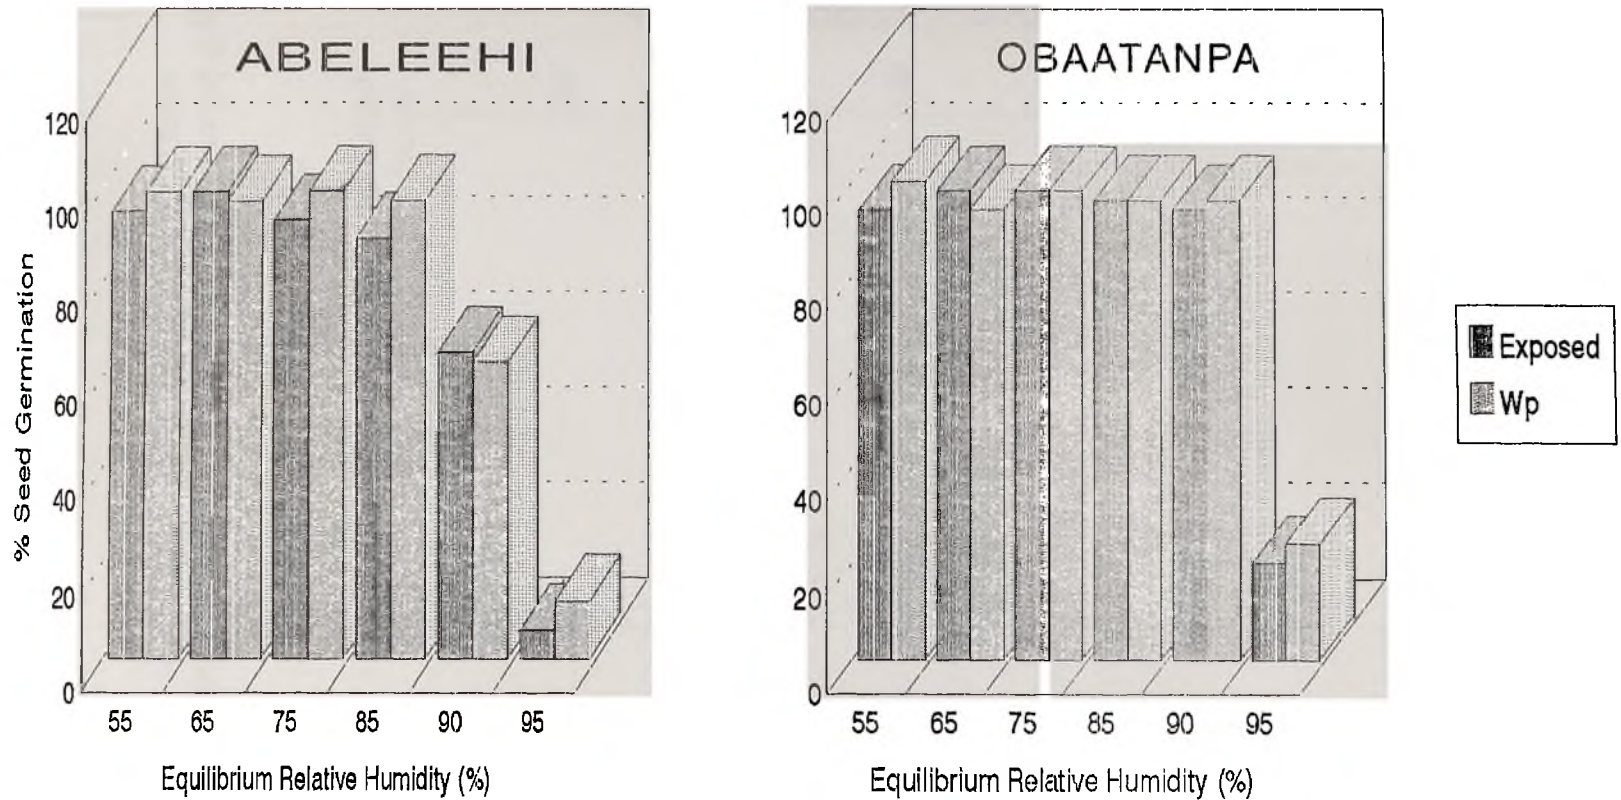 ABELEEHI
120
100
80
60
40
20
0
% Seed Germination
55 65 75 85 90 95
Equilibrium Relative Humidity (%)
OBAATANPA
120
100
80
60
40
20
0
55 65 75 85 90 95
Equilibrium Relative Humidity (%)
Exposed
Wp